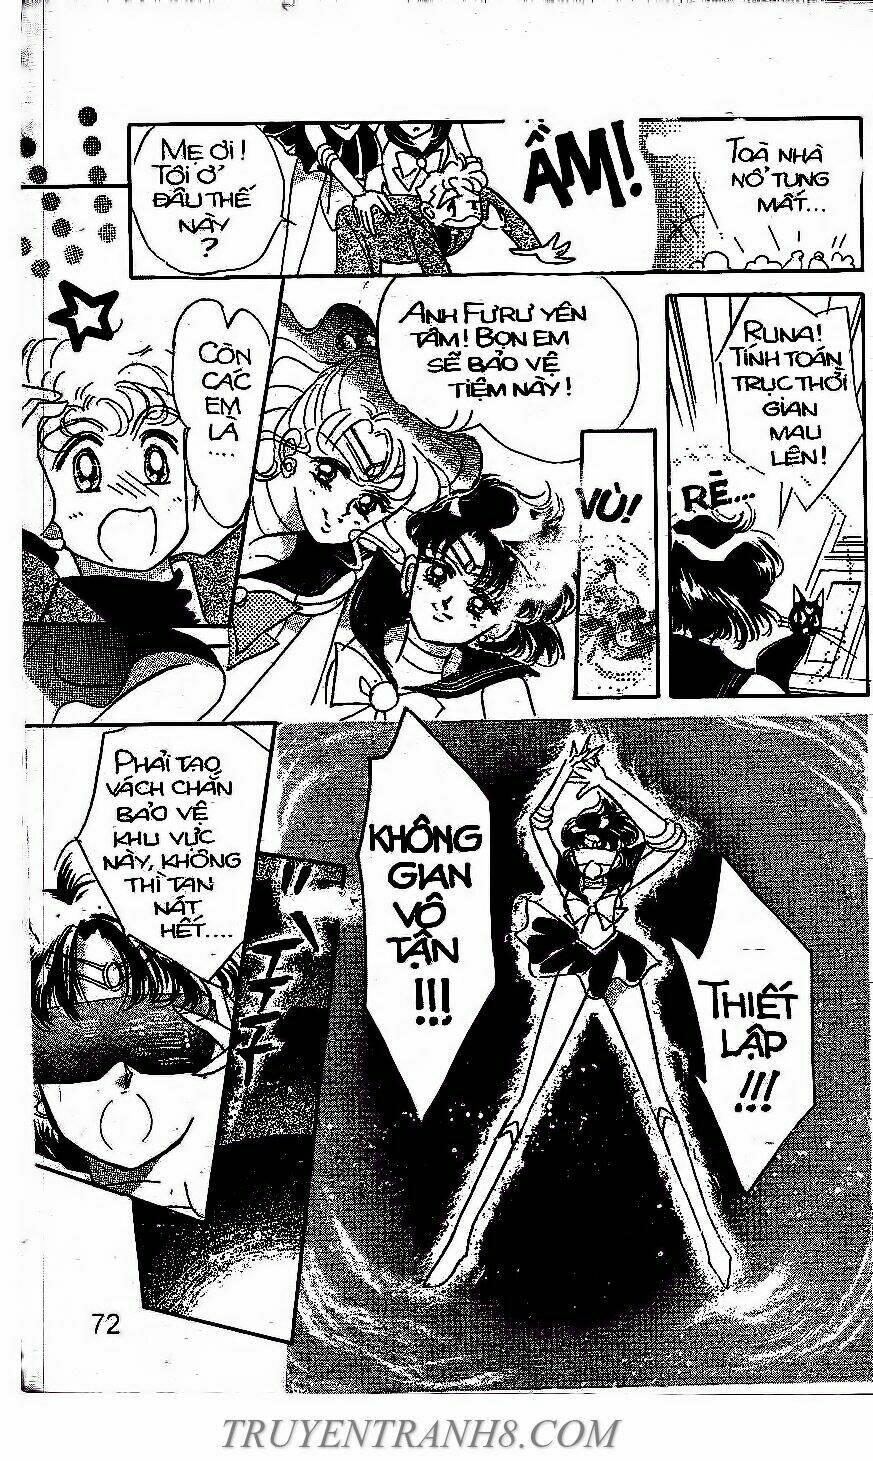 MẸ ƠI!
TÔI Ở
ĐÂU THẾ
NÀY
?
ẦM!
TOÀ NHÀ
NỔ TUNG
MẤT...
CÒN
CÁC
EM
LÀ
....
ANH FƯRƯ YÊN
TÂM! BỌN EM
SẼ BẢO VỆ
TIỆM NÀY!
VÙ!
RUNA!
TÍNH TOÁN
TRỤC THỜI
GIAN
MAU
LÊN!
RÈ...
PHẢI TẠO
VÁCH CHẮN
BẢO VỆ
KHU VỰC
NÀY, KHÔNG
THÌ TAN
NÁT
HẾT....
KHÔNG
GIAN
VÔ
TẬN
!!!
THIẾT
LẬP
!!!
72
TRUYENTRANH8.COM